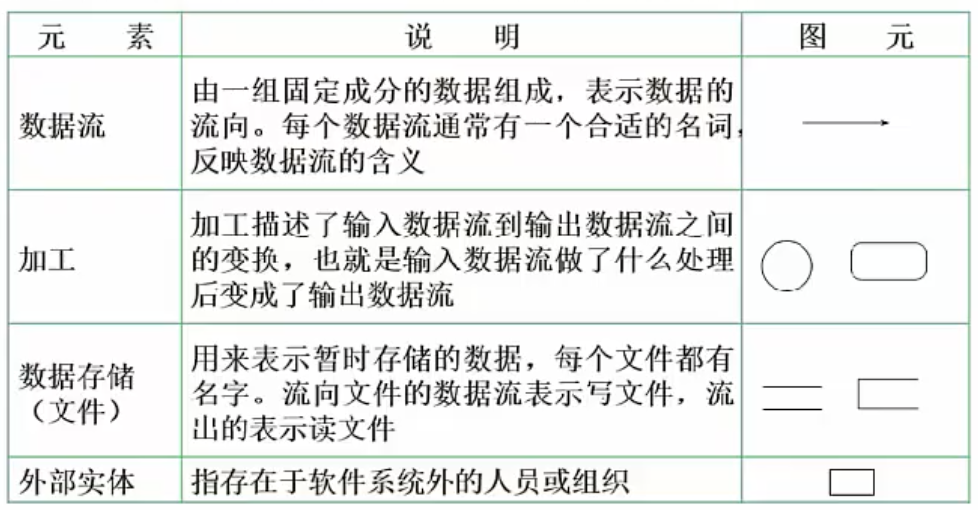 元 素 说 明 图 元
数据流
由一组固定成分的数据组成，表示数据的
流向。每个数据流通常有一个合适的名词，
反映数据流的含义
加工
加工描述了输入数据流到输出数据流之间
的变换，也就是输入数据流做了什么处理
后变成了输出数据流
数据存储
（文件）
用来表示暂时存储的数据，每个文件都有
名字。流向文件的数据流表示写文件，流
出的表示读文件
外部实体
指存在于软件系统外的人员或组织